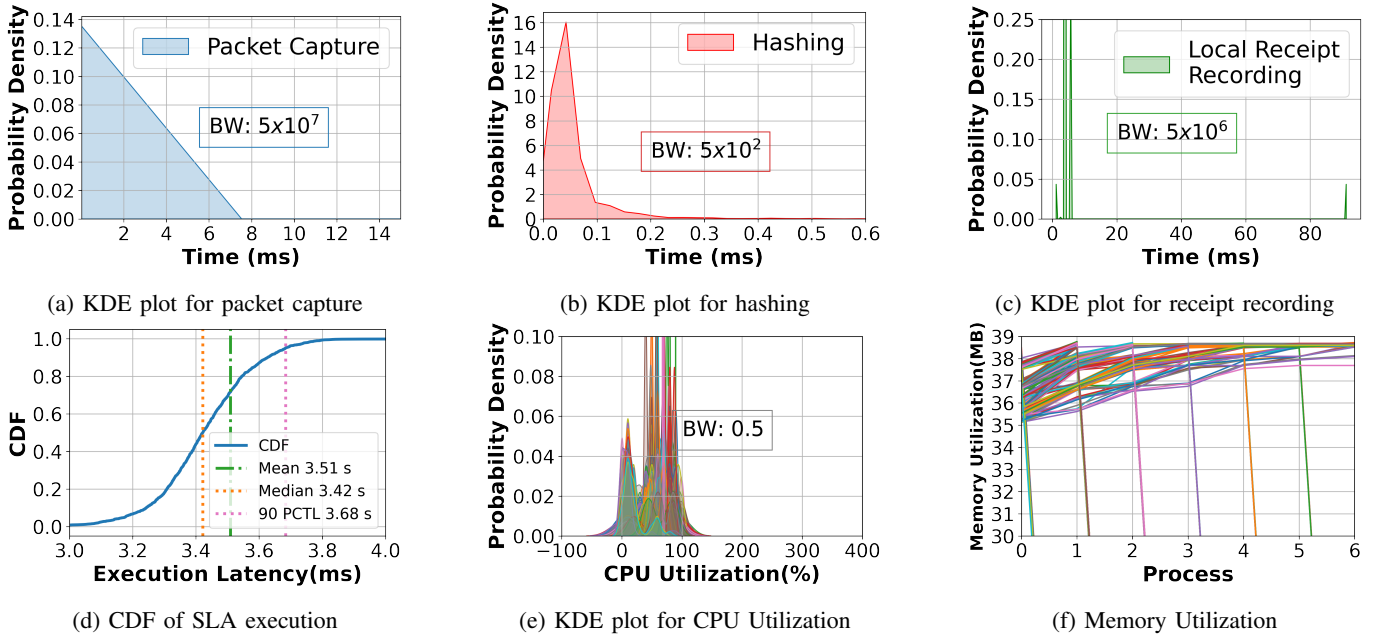 Probability Density
0.14
0.12
0.10
0.08
0.06
0.04
0.02
0.00
Packet Capture
BW: 5x10^7
2 4 6 8 10 12 14
Time (ms)
(a) KDE plot for packet capture
Probability Density
16
14
12
10
8
6
4
2
0
Hashing
BW: 5x10^2
0.0 0.1 0.2 0.3 0.4 0.5 0.6
Time (ms)
(b) KDE plot for hashing
Probability Density
0.25
0.20
0.15
0.10
0.05
0.00
Local Receipt
Recording
BW: 5x10^6
0 20 40 60 80
Time (ms)
(c) KDE plot for receipt recording
CDF
1.0
0.8
0.6
0.4
0.2
0.0
CDF
Mean 3.51 s
Median 3.42 s
90 PCTL 3.68 s
3.0 3.2 3.4 3.6 3.8 4.0
Execution Latency(ms)
(d) CDF of SLA execution
Probability Density
0.10
0.08
0.06
0.04
0.02
0.00
BW: 0.5
−100 0 100 200 300 400
CPU Utilization(%)
(e) KDE plot for CPU Utilization
Memory Utilization(MB)
39
38
37
36
35
34
33
32
31
30
0 1 2 3 4 5 6
Process
(f) Memory Utilization